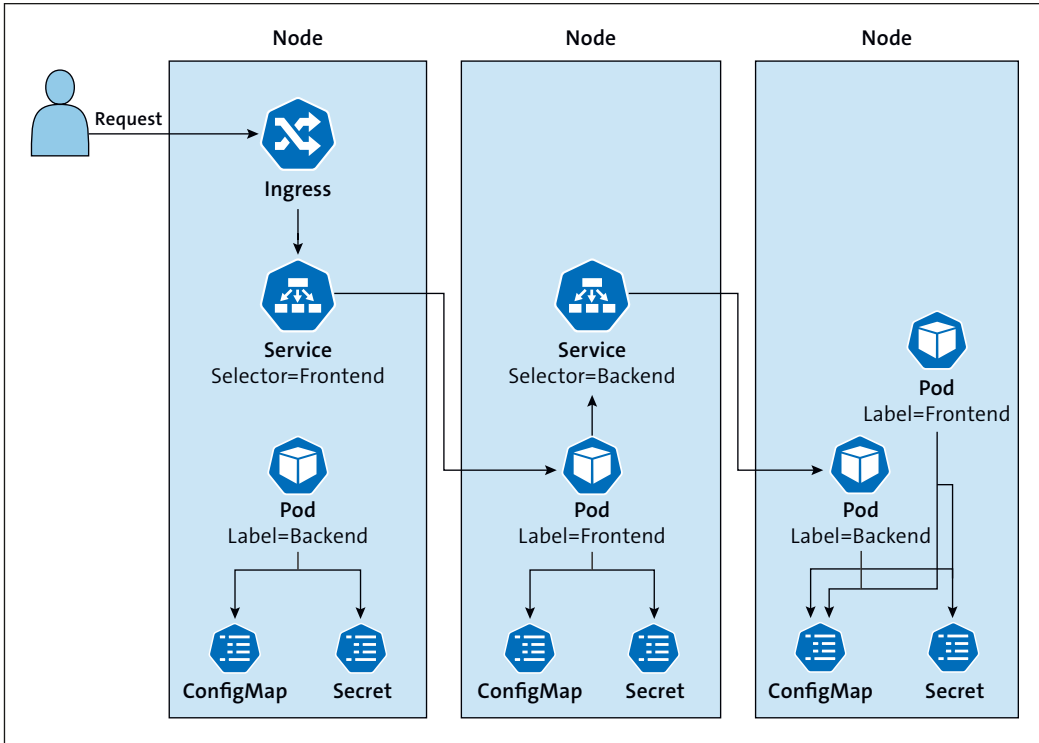 Node
Node
Node
Request
Ingress
Service
Selector=Frontend
Service
Selector=Backend
Pod
Label=Frontend
Pod
Label=Backend
Pod
Label=Frontend
Pod
Label=Backend
ConfigMap
Secret
ConfigMap
Secret
ConfigMap
Secret